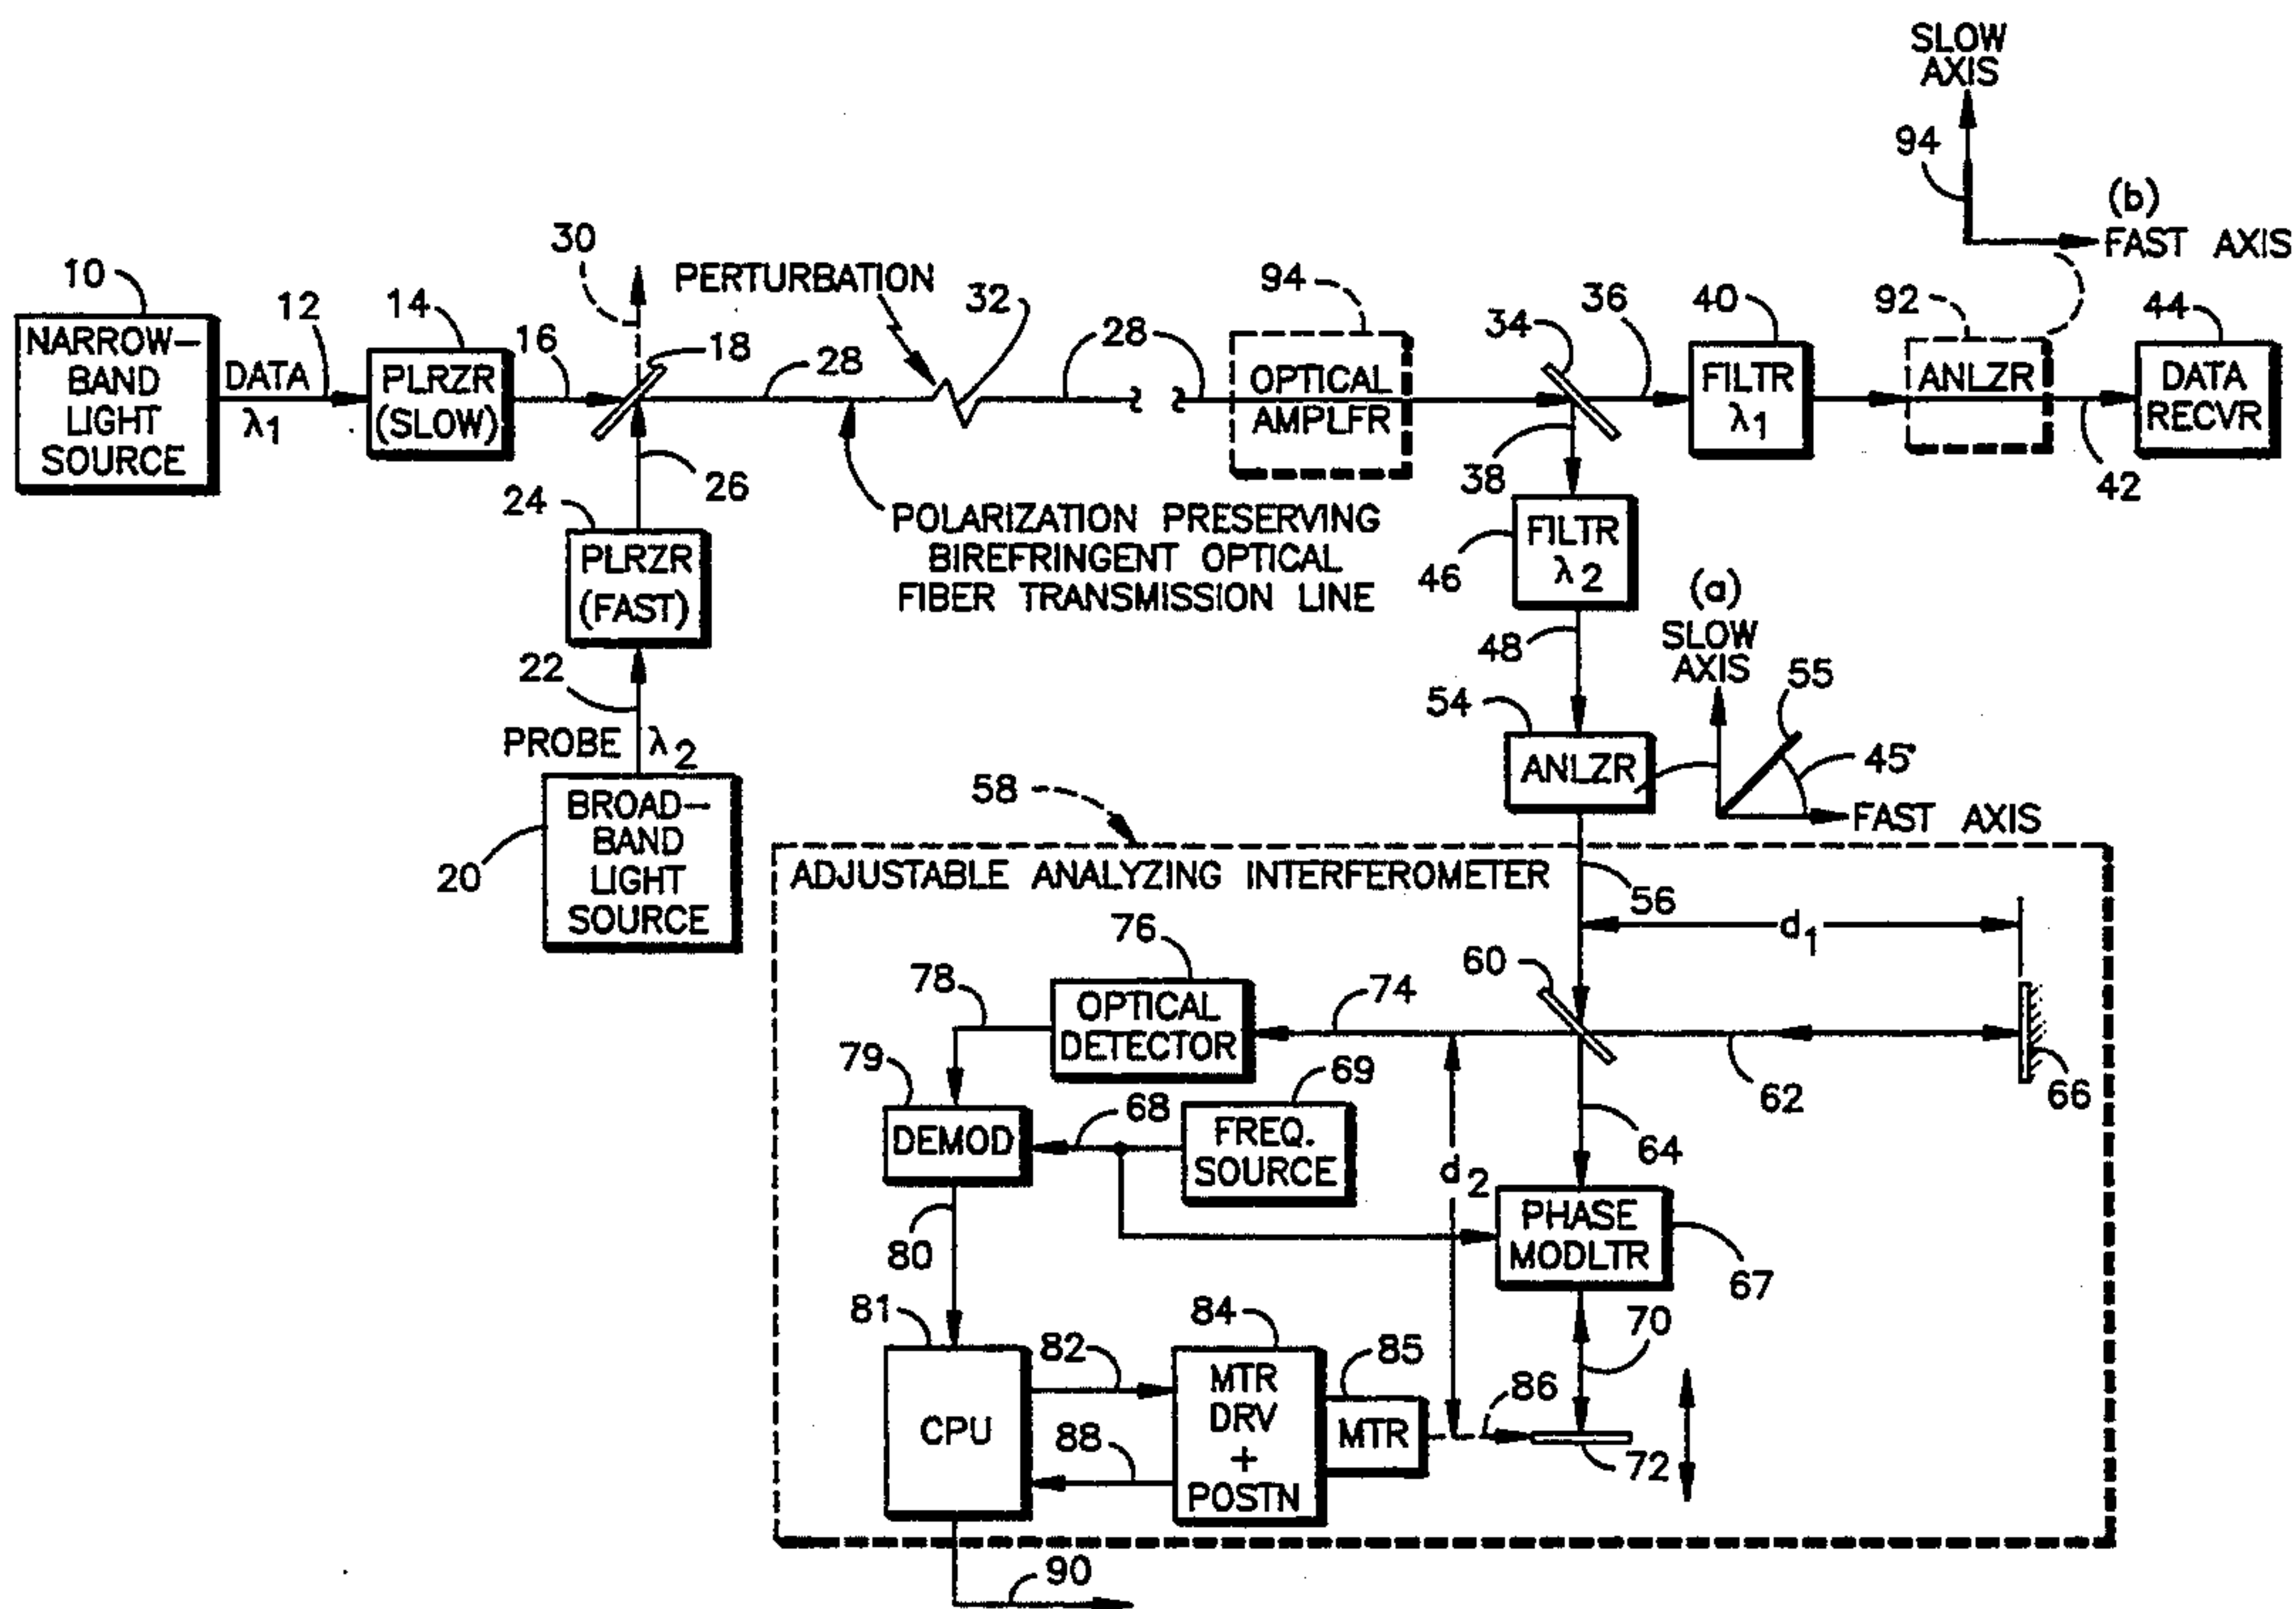 SLOW
AXIS
94
(b)
FAST AXIS
10
NARROW-
BAND
LIGHT
SOURCE
12
DATA
λ1
14
PLRZR
(SLOW)
16
30
18
PERTURBATION
32
28
28
94
OPTICAL
AMPLFR
34
36
38
40
FILTR
λ1
92
ANLZR
42
44
DATA
RECVR
26
24
PLRZR
(FAST)
22
PROBE λ2
20
BROAD-
BAND
LIGHT
SOURCE
POLARIZATION PRESERVING
BIREFRINGENT OPTICAL
FIBER TRANSMISSION LINE
46
FILTR
λ2
48
54
ANLZR
(a)
SLOW
AXIS
55
45°
FAST AXIS
58
ADJUSTABLE ANALYZING INTERFEROMETER
56
d1
60
62
66
64
74
76
OPTICAL
DETECTOR
78
79
DEMOD
68
69
FREQ.
SOURCE
d2
PHASE
MODLTR
67
70
80
81
CPU
82
88
84
MTR
DRV
+
POSTN
85
MTR
86
72
90